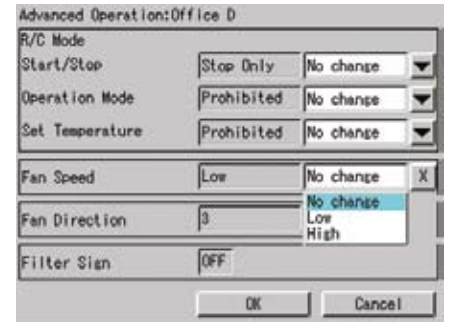 Advanced Operation:Office D
R/C Mode
Start/Stop Stop Only No change
Operation Mode Prohibited No change
Set Temperature Prohibited No change
Fan Speed Low No change X
No change
Low
High
Fan Direction 3
Filter Sign OFF
OK Cancel